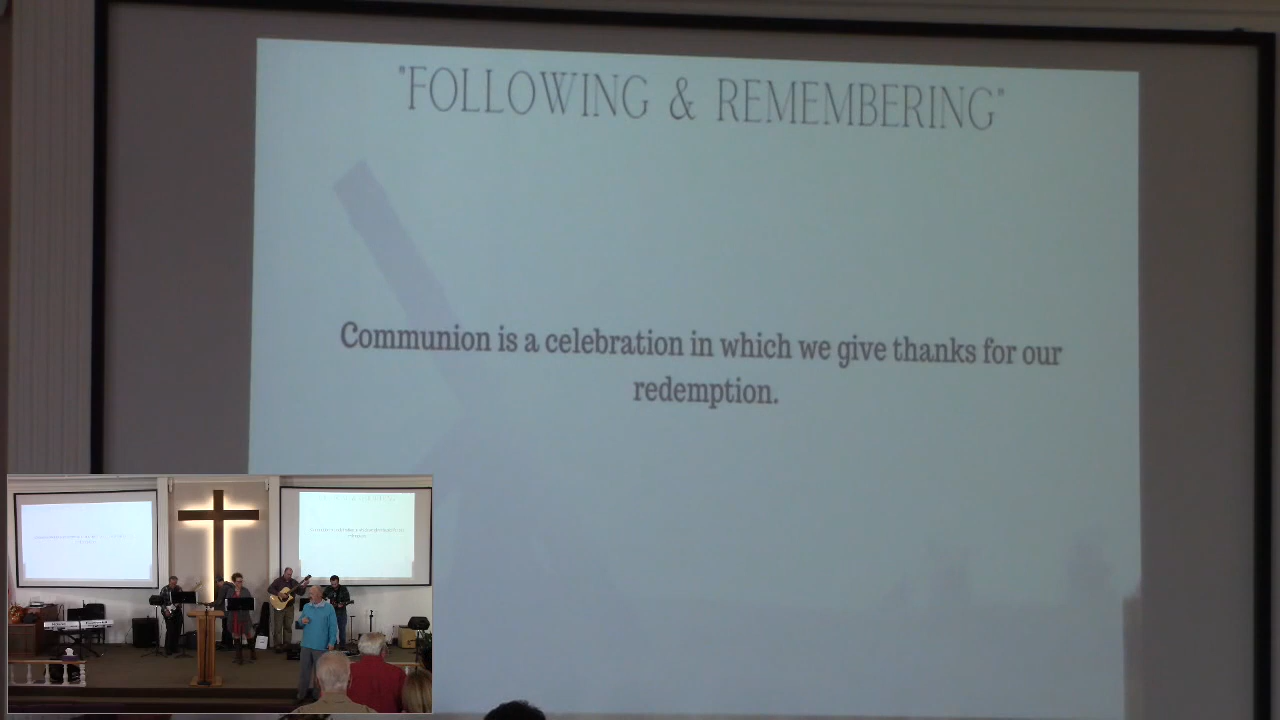 "FOLLOWING & REMEMBERING"
Communion is a celebration in which we give thanks for our
redemption.